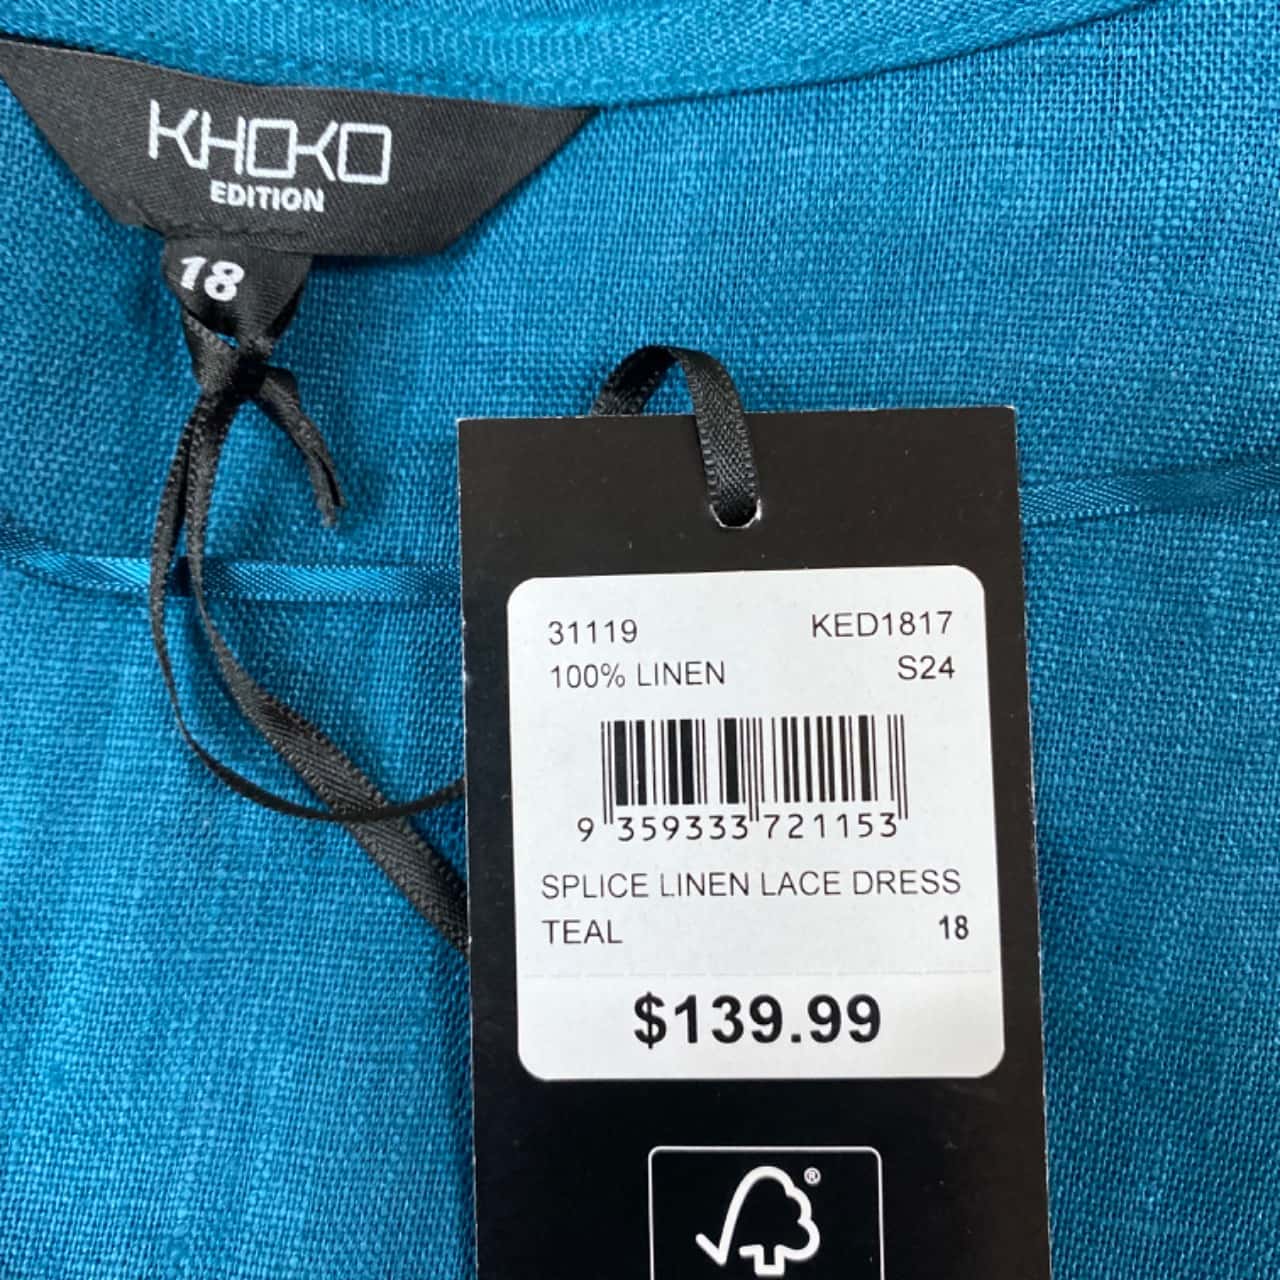 KHOKO
EDITION
18
31119 KED1817
100% LINEN S24
9 359333 721153
SPLICE LINEN LACE DRESS
TEAL 18
$139.99
®